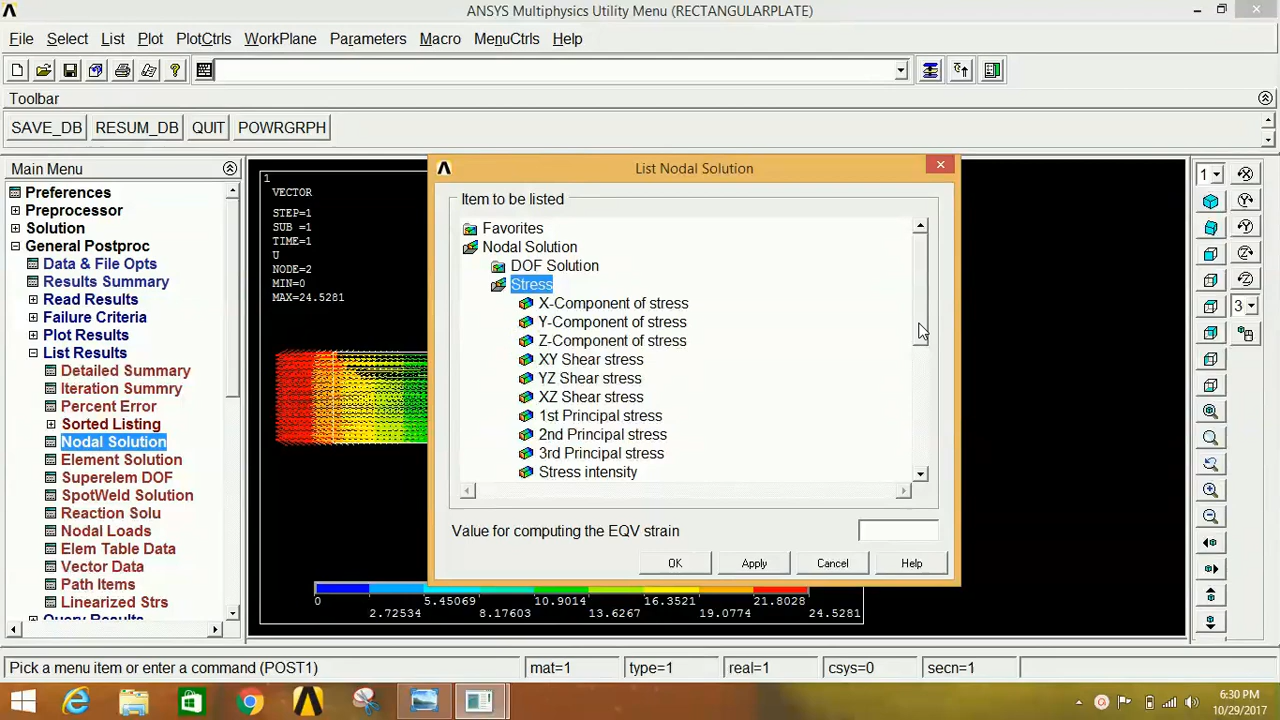 ANSYS Multiphysics Utility Menu (RECTANGULARPLATE)
File Select List Plot PlotCtrls WorkPlane Parameters Macro MenuCtrls Help
Toolbar
SAVE_DB RESUM_DB QUIT POWRGRPH
Main Menu
Preferences
Preprocessor
Solution
General Postproc
Data & File Opts
Results Summary
Read Results
Failure Criteria
Plot Results
List Results
Detailed Summary
Iteration Summry
Percent Error
Sorted Listing
Nodal Solution
Element Solution
Superelem DOF
SpotWeld Solution
Reaction Solu
Nodal Loads
Elem Table Data
Vector Data
Path Items
Linearized Strs
Query Results
1
VECTOR
STEP=1
SUB =1
TIME=1
U
NODE=2
MIN=0
MAX=24.5281
List Nodal Solution
Item to be listed
Favorites
Nodal Solution
DOF Solution
Stress
X-Component of stress
Y-Component of stress
Z-Component of stress
XY Shear stress
YZ Shear stress
XZ Shear stress
1st Principal stress
2nd Principal stress
3rd Principal stress
Stress intensity
Value for computing the EQV strain
OK Apply Cancel Help
0 5.45069 10.9014 16.3521 21.8028
2.72534 8.17603 13.6267 19.0774 24.5281
1
3
Pick a menu item or enter a command (POST1) mat=1 type=1 real=1 csys=0 secn=1
6:30 PM
10/29/2017